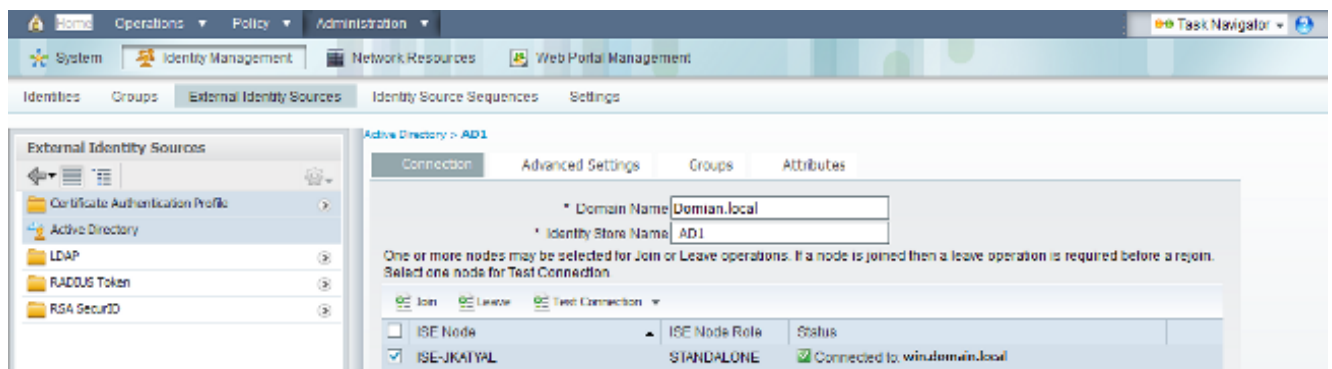 Home Operations Policy Administration Task Navigator
System Identity Management Network Resources Web Portal Management
Identities Groups External Identity Sources Identity Source Sequences Settings
External Identity Sources
Certificate Authentication Profile
Active Directory
LDAP
RADIUS Token
RSA SecurID
Active Directory > AD1
Connection Advanced Settings Groups Attributes
* Domain Name Domian.local
* Identity Store Name AD1
One or more nodes may be selected for Join or Leave operations. If a node is joined then a leave operation is required before a rejoin.
Select one node for Test Connection
Join Leave Test Connection
ISE Node ISE Node Role Status
ISE-JKATYAL STANDALONE Connected to: win.domain.local